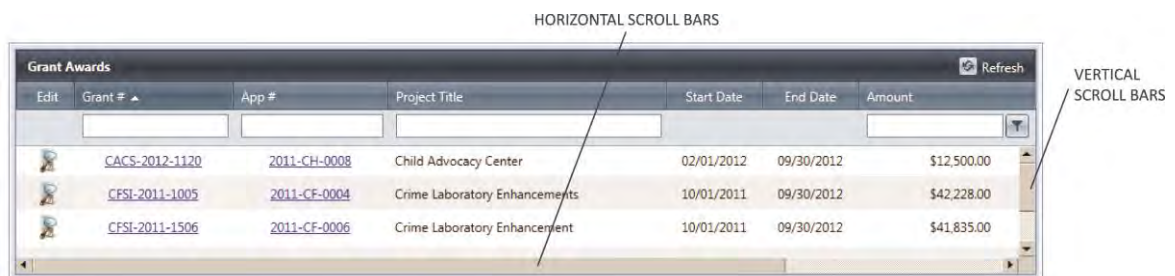 HORIZONTAL SCROLL BARS
Grant Awards Refresh
VERTICAL
SCROLL BARS
Edit Grant # App # Project Title Start Date End Date Amount
CACS-2012-1120 2011-CH-0008 Child Advocacy Center 02/01/2012 09/30/2012 $12,500.00
CFSI-2011-1005 2011-CF-0004 Crime Laboratory Enhancements 10/01/2011 09/30/2012 $42,228.00
CFSI-2011-1506 2011-CF-0006 Crime Laboratory Enhancement 10/01/2011 09/30/2012 $41,835.00